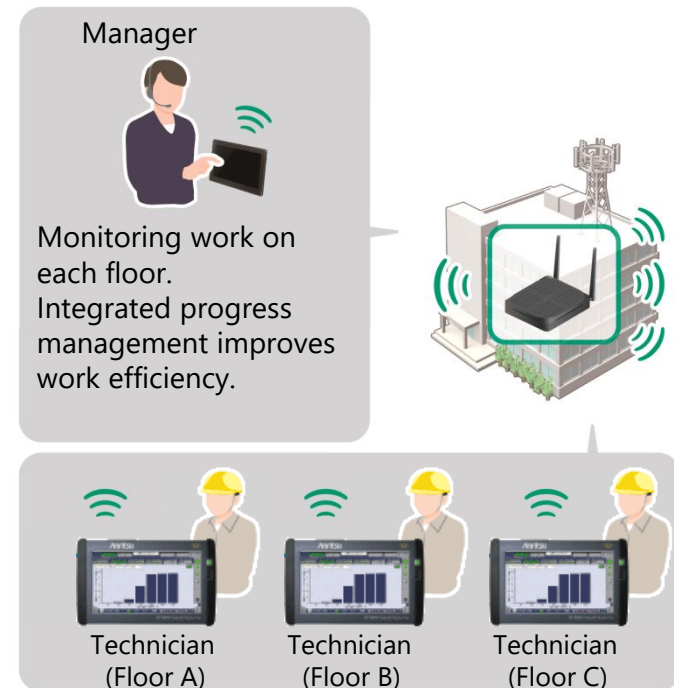 Manager
Monitoring work on
each floor.
Integrated progress
management improves
work efficiency.
Anritsu
Anritsu
Anritsu
Technician
(Floor A)
Technician
(Floor B)
Technician
(Floor C)